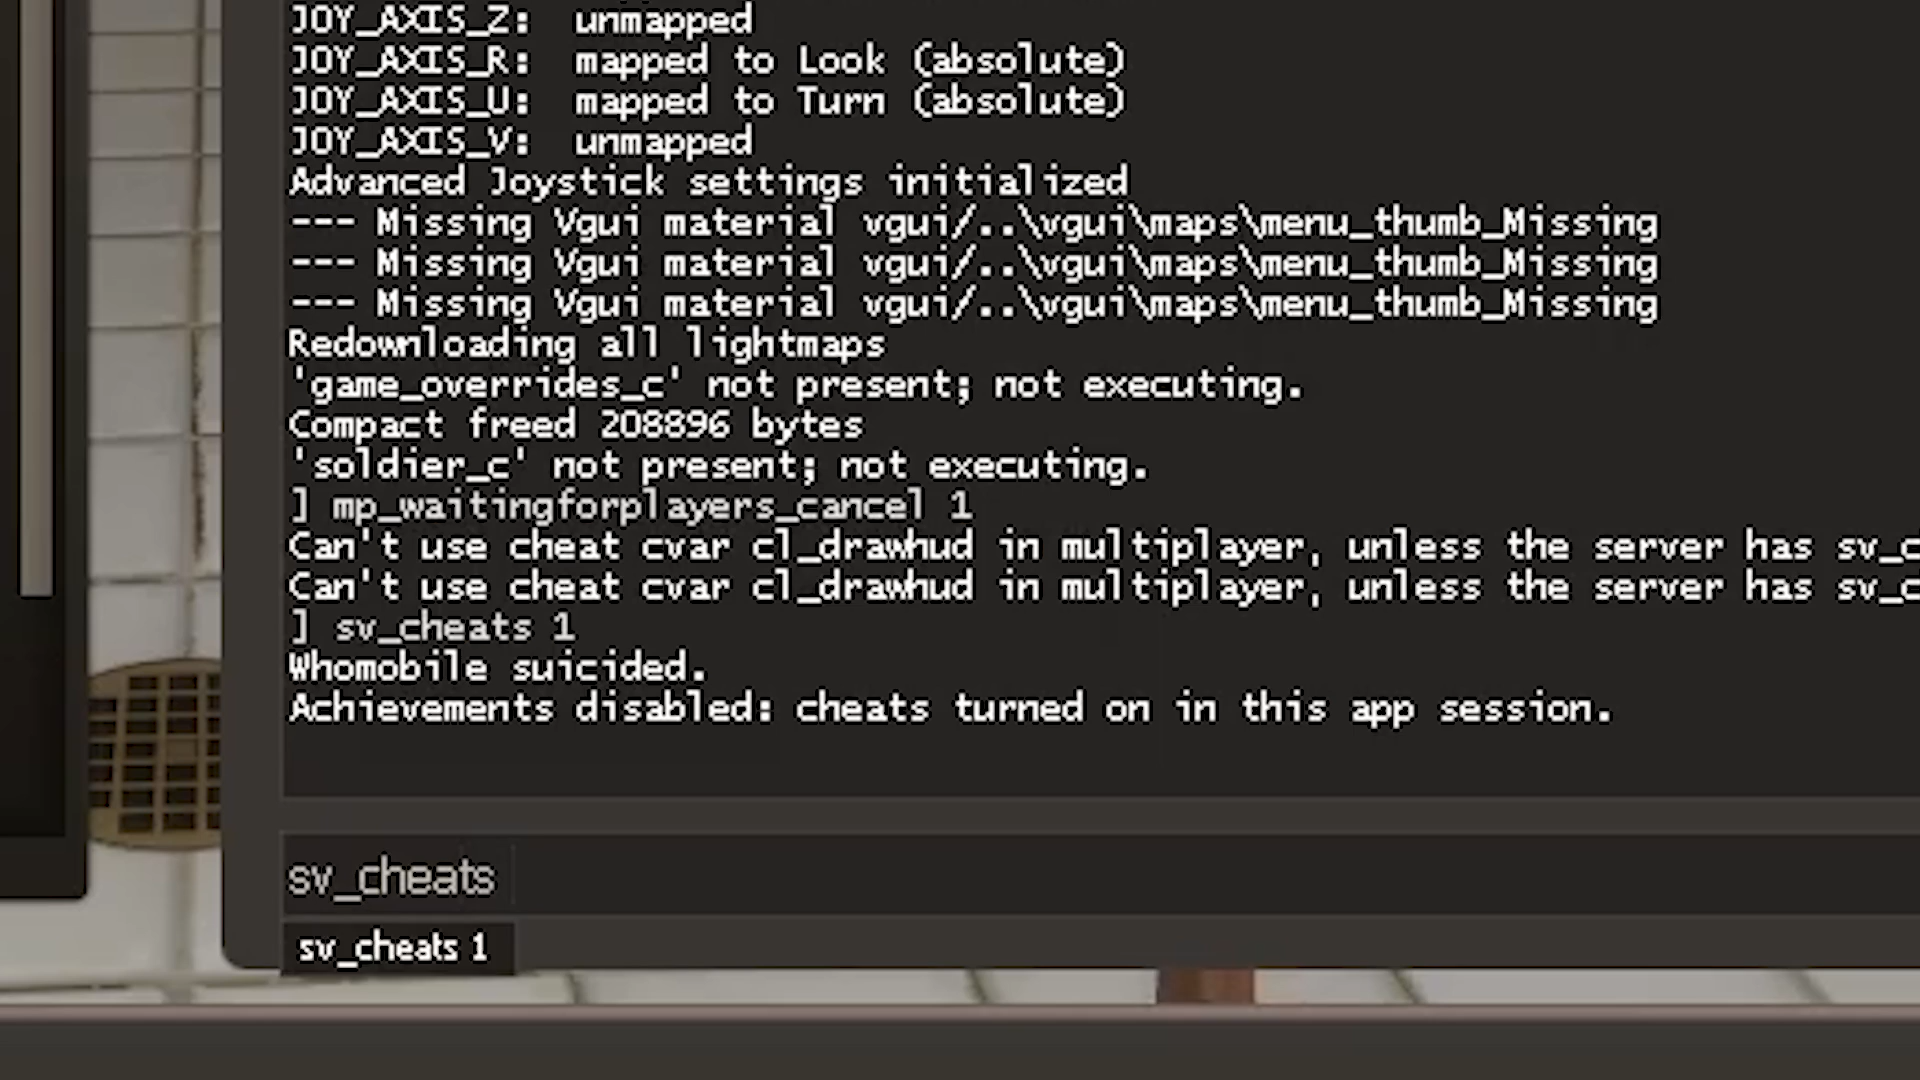 JOY_AXIS_Z: unmapped
JOY_AXIS_R: mapped to Look (absolute)
JOY_AXIS_U: mapped to Turn (absolute)
JOY_AXIS_V: unmapped
Advanced Joystick settings initialized
--- Missing Vgui material vgui/..\vgui\maps\menu_thumb_Missing
--- Missing Vgui material vgui/..\vgui\maps\menu_thumb_Missing
--- Missing Vgui material vgui/..\vgui\maps\menu_thumb_Missing
Redownloading all lightmaps
'game_overrides_c' not present; not executing.
Compact freed 208896 bytes
'soldier_c' not present; not executing.
] mp_waitingforplayers_cancel 1
Can't use cheat cvar cl_drawhud in multiplayer, unless the server has sv_c
Can't use cheat cvar cl_drawhud in multiplayer, unless the server has sv_c
] sv_cheats 1
Whomobile suicided.
Achievements disabled: cheats turned on in this app session.
sv_cheats
sv_cheats 1